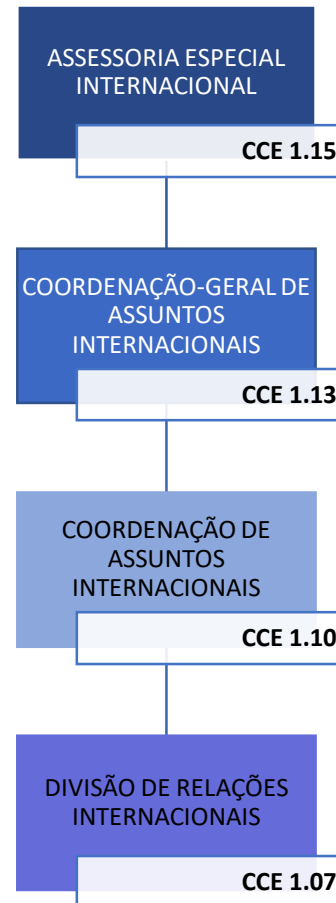 ASSESSORIA ESPECIAL
INTERNACIONAL
CCE 1.15
COORDENAÇÃO-GERAL DE
ASSUNTOS
INTERNACIONAIS
CCE 1.13
COORDENAÇÃO DE
ASSUNTOS
INTERNACIONAIS
CCE 1.10
DIVISÃO DE RELAÇÕES
INTERNACIONAIS
CCE 1.07